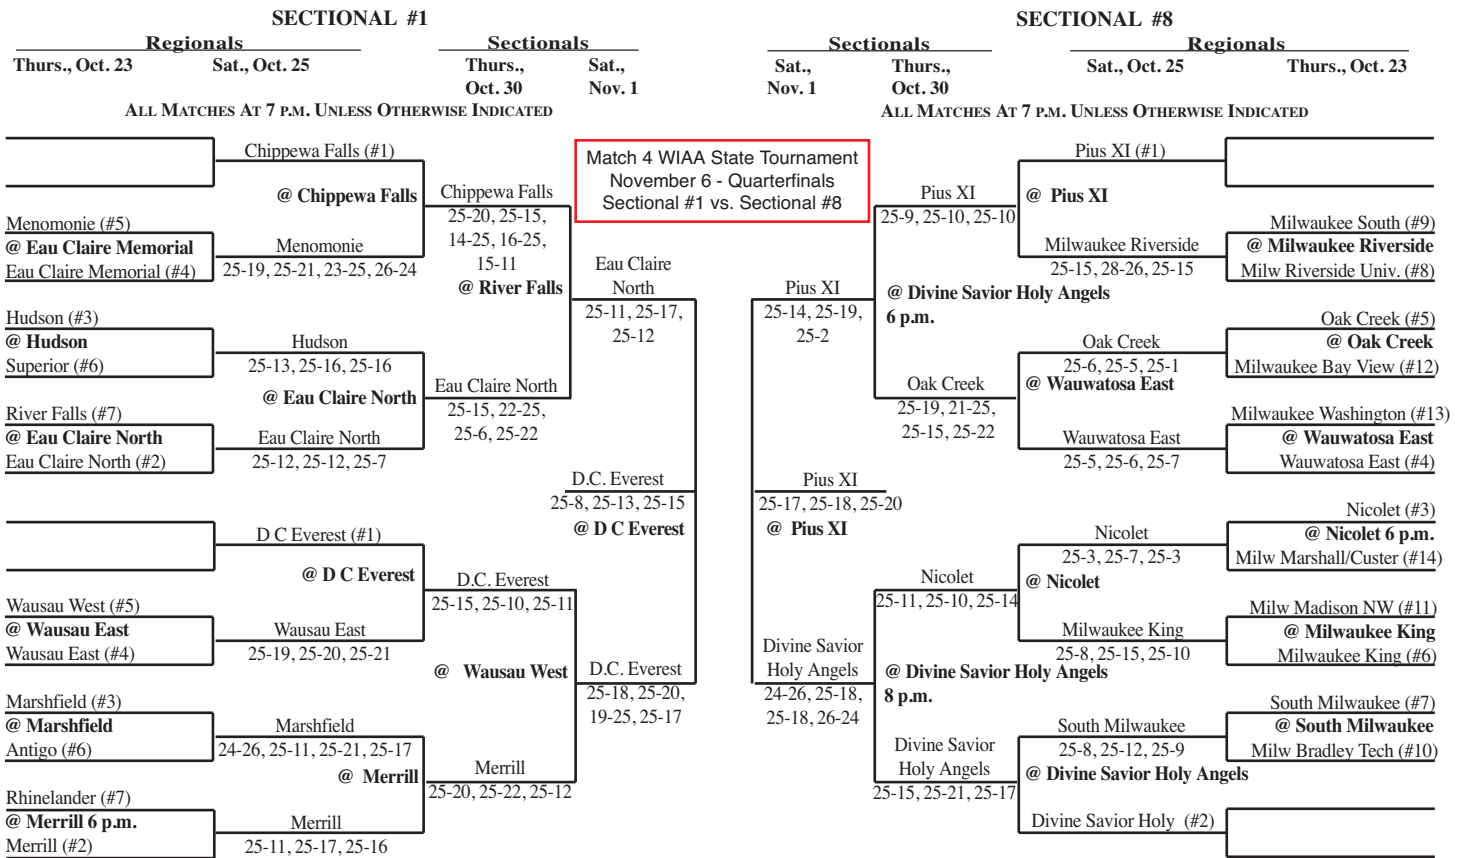 SECTIONAL #1
Regionals
Sectionals
Thurs., Oct. 23
Sat., Oct. 25
Thurs.,
Oct. 30
Sat.,
Nov. 1
ALL MATCHES AT 7 P.M. UNLESS OTHERWISE INDICATED
Chippewa Falls (#1)
@ Chippewa Falls
Menomonie (#5)
@ Eau Claire Memorial
Eau Claire Memorial (#4)
Menomonie
25-19, 25-21, 23-25, 26-24
Chippewa Falls
25-20, 25-15,
14-25, 16-25,
15-11
@ River Falls
Hudson (#3)
@ Hudson
Superior (#6)
Hudson
25-13, 25-16, 25-16
@ Eau Claire North
River Falls (#7)
@ Eau Claire North
Eau Claire North (#2)
Eau Claire North
25-12, 25-12, 25-7
Eau Claire North
25-15, 22-25,
25-6, 25-22
Eau Claire
North
25-11, 25-17,
25-12
D.C. Everest
25-8, 25-13, 25-15
@ D C Everest
D C Everest (#1)
@ D C Everest
Wausau West (#5)
@ Wausau East
Wausau East (#4)
Wausau East
25-19, 25-20, 25-21
D.C. Everest
25-15, 25-10, 25-11
@ Wausau West
D.C. Everest
25-18, 25-20,
19-25, 25-17
Marshfield (#3)
@ Marshfield
Antigo (#6)
Marshfield
24-26, 25-11, 25-21, 25-17
@ Merrill
Merrill
25-20, 25-22, 25-12
Rhinelander (#7)
@ Merrill 6 p.m.
Merrill (#2)
Merrill
25-11, 25-17, 25-16
Match 4 WIAA State Tournament
November 6 - Quarterfinals
Sectional #1 vs. Sectional #8
SECTIONAL #8
Sectionals
Regionals
Sat.,
Nov. 1
Thurs.,
Oct. 30
Sat., Oct. 25
Thurs., Oct. 23
ALL MATCHES AT 7 P.M. UNLESS OTHERWISE INDICATED
Pius XI (#1)
@ Pius XI
Pius XI
25-9, 25-10, 25-10
Milwaukee South (#9)
@ Milwaukee Riverside
Milw Riverside Univ. (#8)
Milwaukee Riverside
25-15, 28-26, 25-15
@ Divine Savior Holy Angels
6 p.m.
Pius XI
25-14, 25-19,
25-2
Oak Creek (#5)
@ Oak Creek
Milwaukee Bay View (#12)
Oak Creek
25-6, 25-5, 25-1
@ Wauwatosa East
Oak Creek
25-19, 21-25,
25-15, 25-22
Milwaukee Washington (#13)
@ Wauwatosa East
Wauwatosa East (#4)
Wauwatosa East
25-5, 25-6, 25-7
Pius XI
25-17, 25-18, 25-20
@ Pius XI
Nicolet (#3)
@ Nicolet 6 p.m.
Milw Marshall/Custer (#14)
Nicolet
25-3, 25-7, 25-3
@ Nicolet
Nicolet
25-11, 25-10, 25-14
Milw Madison NW (#11)
@ Milwaukee King
Milwaukee King (#6)
Milwaukee King
25-8, 25-15, 25-10
Divine Savior
Holy Angels
24-26, 25-18,
25-18, 26-24
@ Divine Savior Holy Angels
8 p.m.
South Milwaukee (#7)
@ South Milwaukee
Milw Bradley Tech (#10)
South Milwaukee
25-8, 25-12, 25-9
@ Divine Savior Holy Angels
Divine Savior
Holy Angels
25-15, 25-21, 25-17
Divine Savior Holy (#2)